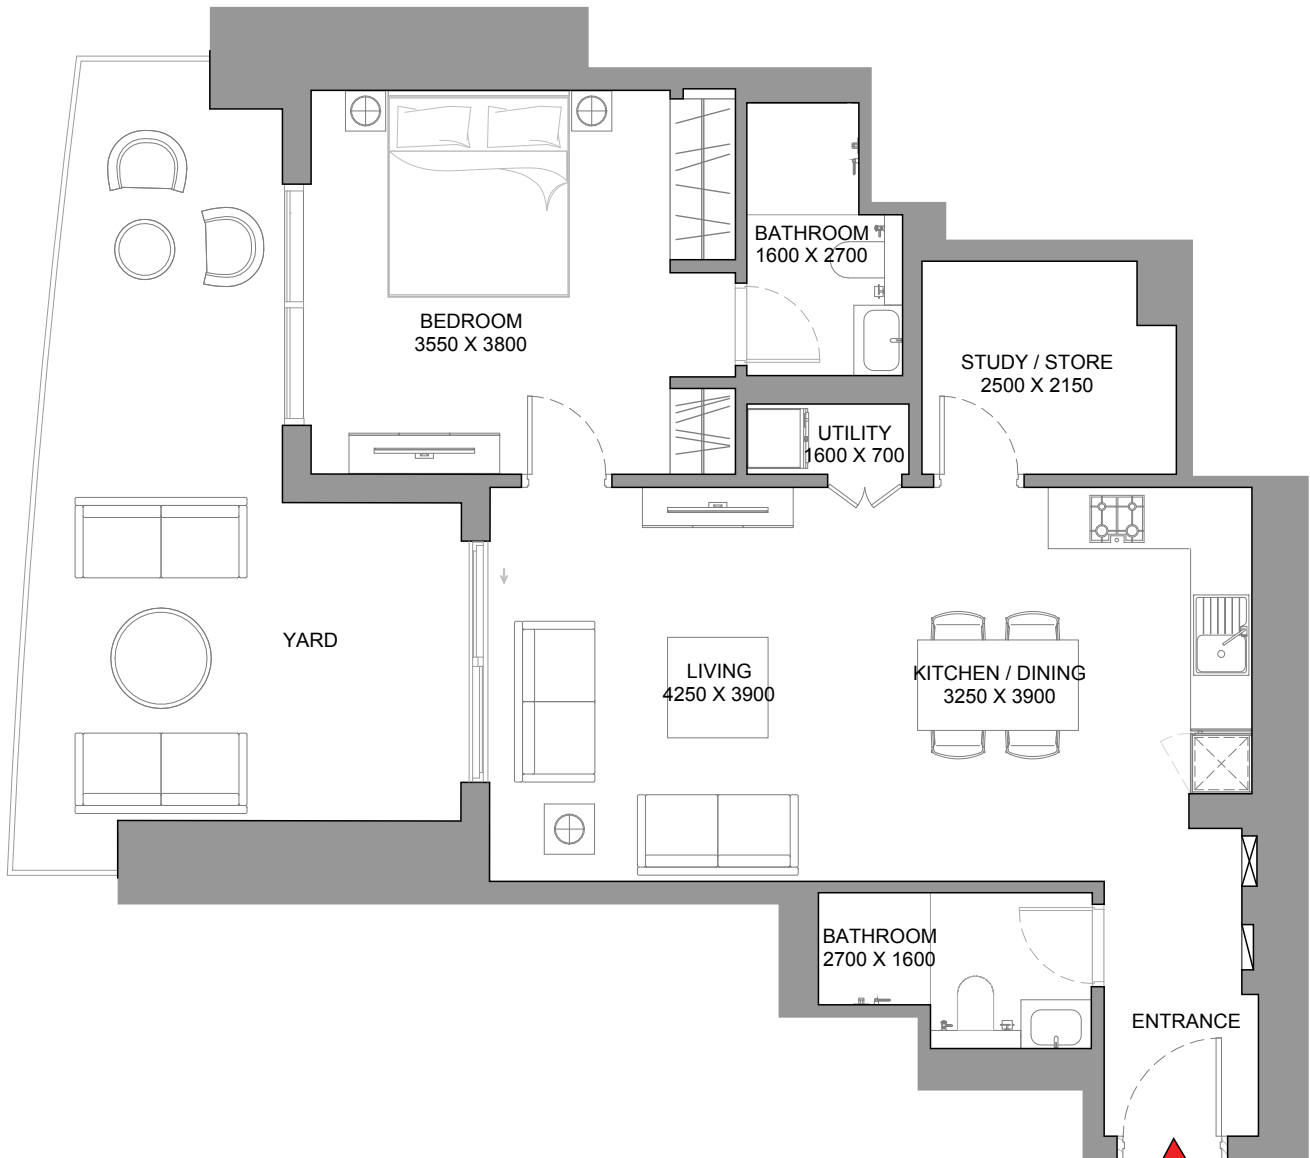 BATHROOM
1600 X 2700
BEDROOM
3550 X 3800
STUDY / STORE
2500 X 2150
UTILITY
1600 X 700
YARD
LIVING
4250 X 3900
KITCHEN / DINING
3250 X 3900
BATHROOM
2700 X 1600
ENTRANCE